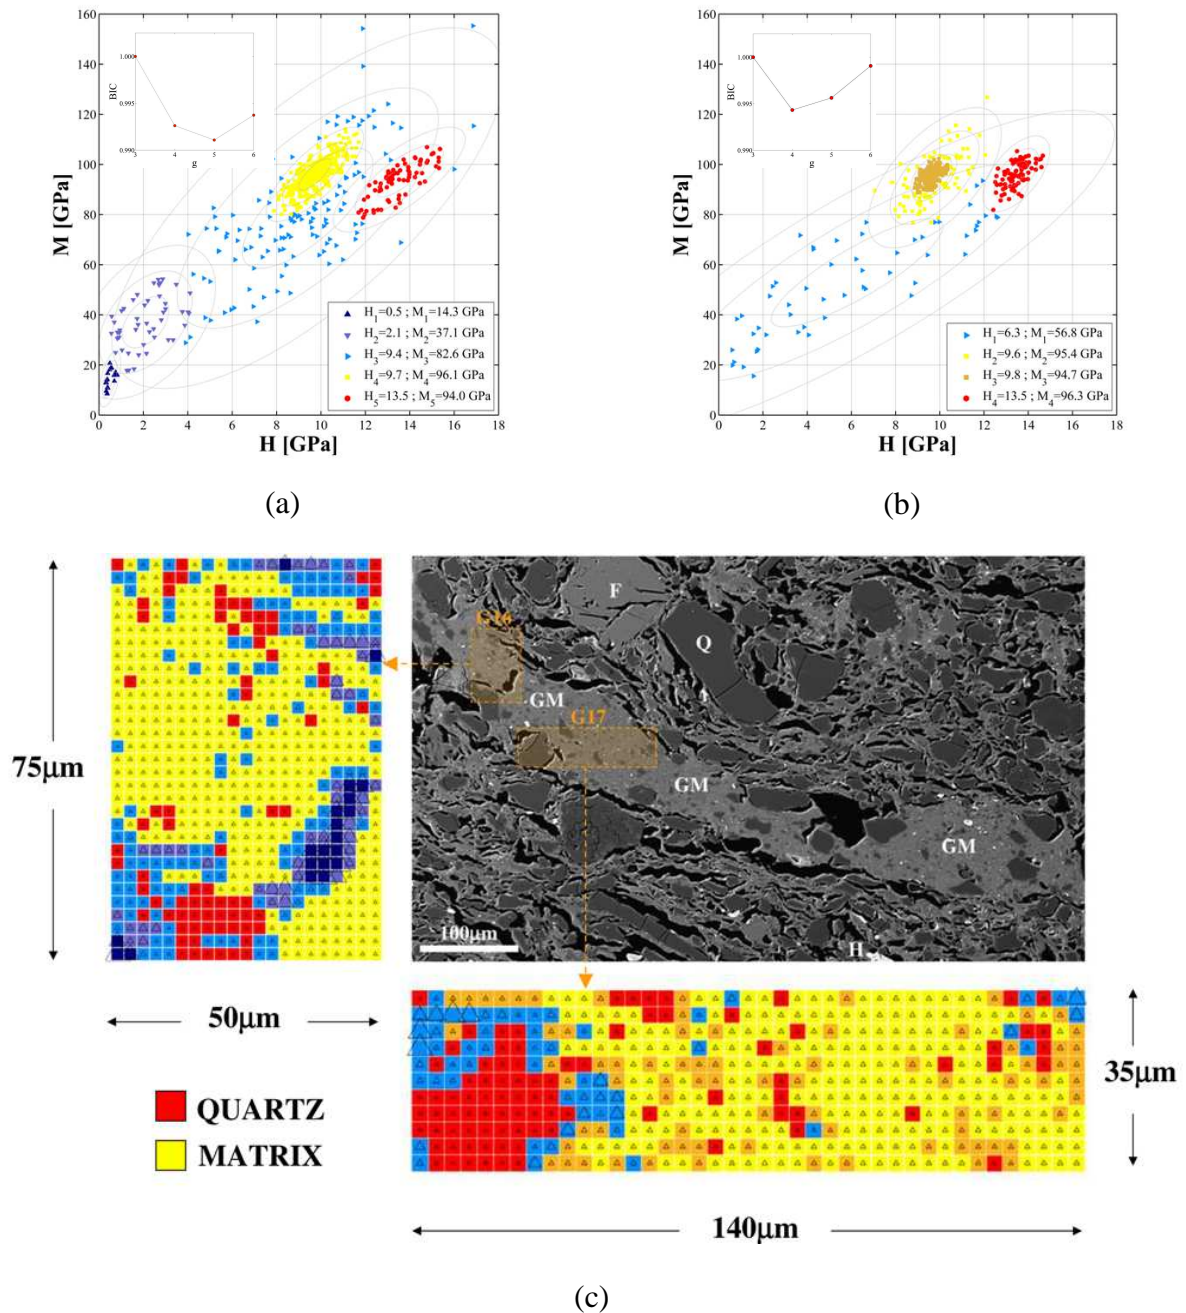 160
140
120
100
80
60
40
20
0
M [GPa]
1.000
0.995
0.990
BIC
3 4 5 6
g
H1=0.5 ; M1=14.3 GPa
H2=2.1 ; M2=37.1 GPa
H3=9.4 ; M3=82.6 GPa
H4=9.7 ; M4=96.1 GPa
H5=13.5 ; M5=94.0 GPa
0 2 4 6 8 10 12 14 16 18
H [GPa]
(a)
160
140
120
100
80
60
40
20
0
M [GPa]
1.000
0.995
0.990
BIC
3 4 5 6
g
H1=6.3 ; M1=56.8 GPa
H2=9.6 ; M2=95.4 GPa
H3=9.8 ; M3=94.7 GPa
H4=13.5 ; M4=96.3 GPa
0 2 4 6 8 10 12 14 16 18
H [GPa]
(b)
75μm
50μm
F
G16
Q
GM
G17
GM
GM
100μm
H
35μm
140μm
QUARTZ
MATRIX
(c)